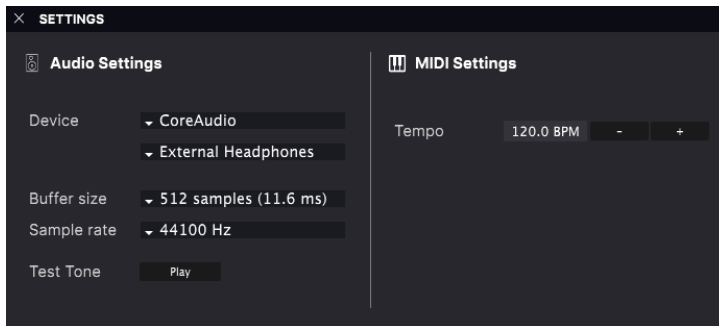 SETTINGS
Audio Settings
Device
CoreAudio
External Headphones
Buffer size
512 samples (11.6 ms)
Sample rate
44100 Hz
Test Tone
Play
MIDI Settings
Tempo
120.0 BPM
-
+